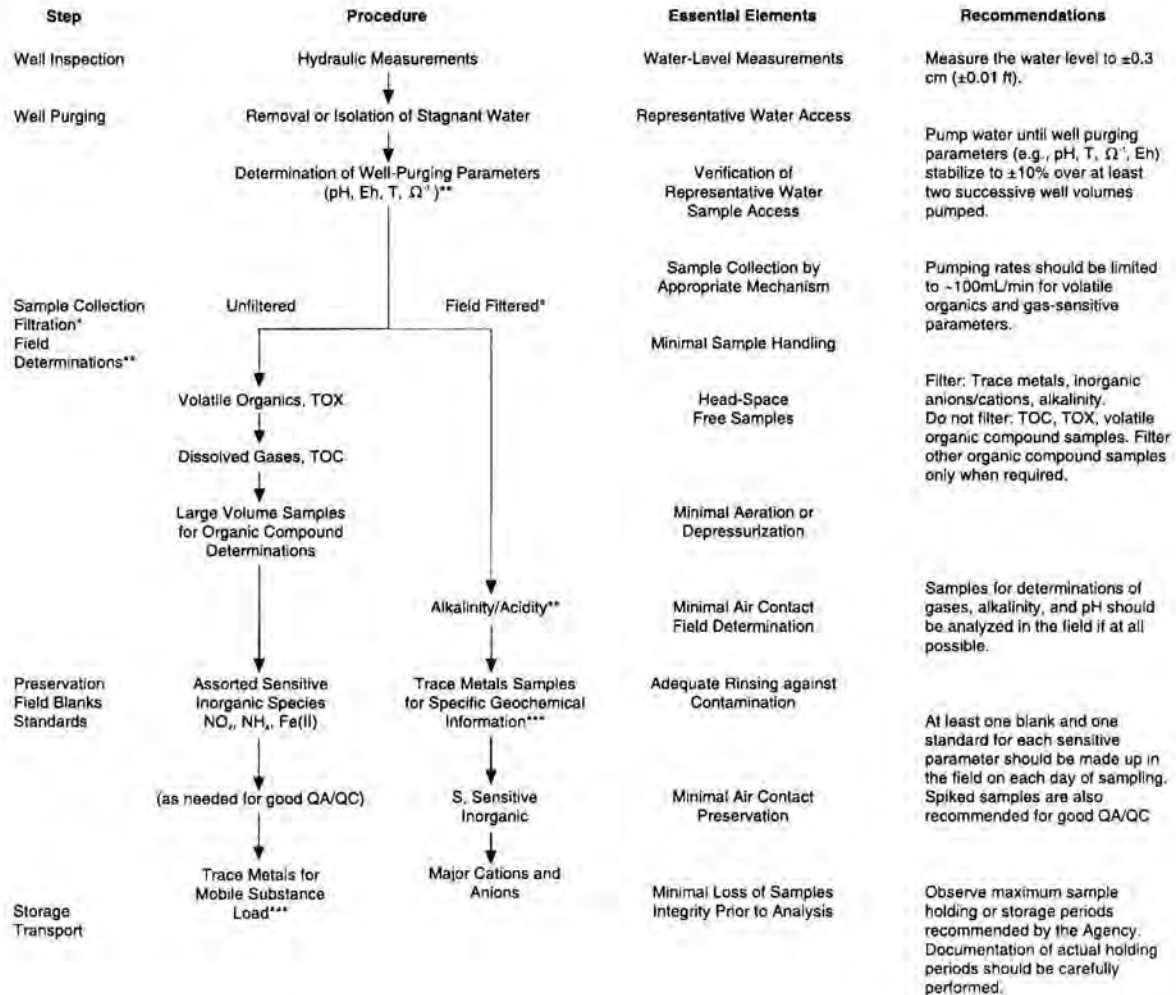 Step
Procedure
Essential Elements
Recommendations
Well Inspection
Hydraulic Measurements
Water-Level Measurements
Measure the water level to ±0.3
cm (±0.01 ft).
Well Purging
Removal or Isolation of Stagnant Water
Representative Water Access
Pump water until well purging
parameters (e.g., pH, T, Ω⁻¹, Eh)
stabilize to ±10% over at least
two successive well volumes
pumped.
Determination of Well-Purging Parameters
(pH, Eh, T, Ω⁻¹)**
Verification of
Representative Water
Sample Access
Sample Collection by
Appropriate Mechanism
Pumping rates should be limited
to ~100mL/min for volatile
organics and gas-sensitive
parameters.
Sample Collection
Filtration*
Field
Determinations**
Unfiltered
Field Filtered*
Minimal Sample Handling
Volatile Organics, TOX
Head-Space
Free Samples
Filter: Trace metals, inorganic
anions/cations, alkalinity.
Do not filter: TOC, TOX, volatile
organic compound samples. Filter
other organic compound samples
only when required.
Dissolved Gases, TOC
Large Volume Samples
for Organic Compound
Determinations
Minimal Aeration or
Depressurization
Alkalinity/Acidity**
Minimal Air Contact
Field Determination
Samples for determinations of
gases, alkalinity, and pH should
be analyzed in the field if at all
possible.
Preservation
Field Blanks
Standards
Assorted Sensitive
Inorganic Species
Fe(II)
Trace Metals Samples
for Specific Geochemical
Information***
Adequate Rinsing against
Contamination
At least one blank and one
standard for each sensitive
parameter should be made up in
the field on each day of sampling.
Spiked samples are also
recommended for good QA/QC
(as needed for good QA/QC)
S, Sensitive
Inorganic
Minimal Air Contact
Preservation
Trace Metals for
Mobile Substance
Load***
Major Cations and
Anions
Storage
Transport
Minimal Loss of Samples
Integrity Prior to Analysis
Observe maximum sample
holding or storage periods
recommended by the Agency.
Documentation of actual holding
periods should be carefully
performed.